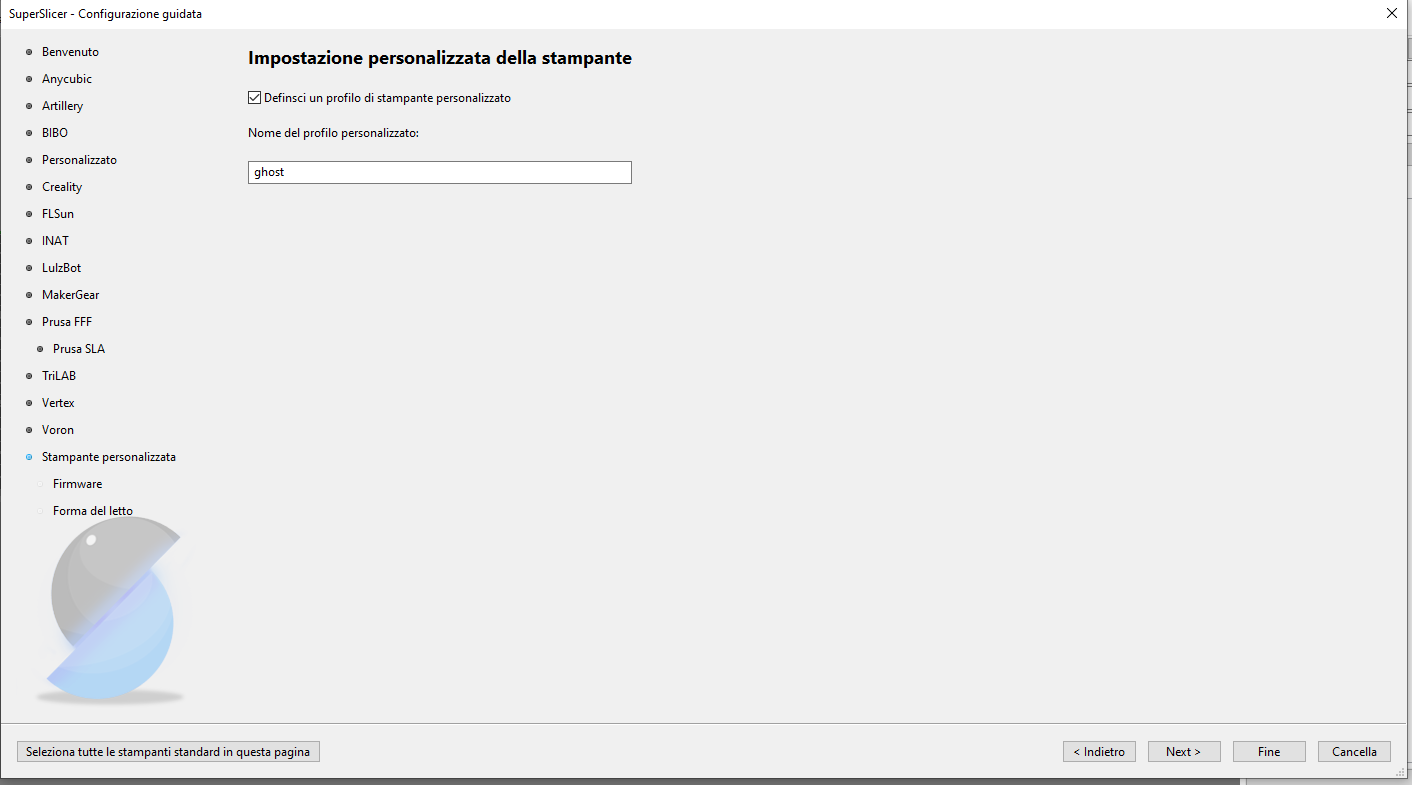 SuperSlicer - Configurazione guidata
Benvenuto
Anycubic
Artillery
BIBO
Personalizzato
Creality
FLSun
INAT
LulzBot
MakerGear
Prusa FFF
Prusa SLA
TriLAB
Vertex
Voron
Stampante personalizzata
Firmware
Forma del letto
Impostazione personalizzata della stampante
Definsci un profilo di stampante personalizzato
Nome del profilo personalizzato:
ghost
Seleziona tutte le stampanti standard in questa pagina
< Indietro
Next >
Fine
Cancella